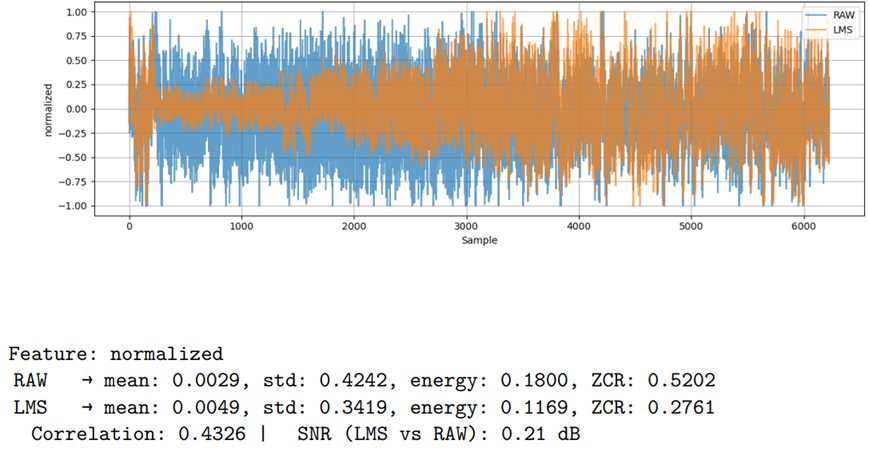 1.00
0.75
0.50
0.25
0.00
−0.25
−0.50
−0.75
−1.00
normalized
RAW
LMS
0 1000 2000 3000 4000 5000 6000
Sample
Feature: normalized
RAW → mean: 0.0029, std: 0.4242, energy: 0.1800, ZCR: 0.5202
LMS → mean: 0.0049, std: 0.3419, energy: 0.1169, ZCR: 0.2761
Correlation: 0.4326 | SNR (LMS vs RAW): 0.21 dB